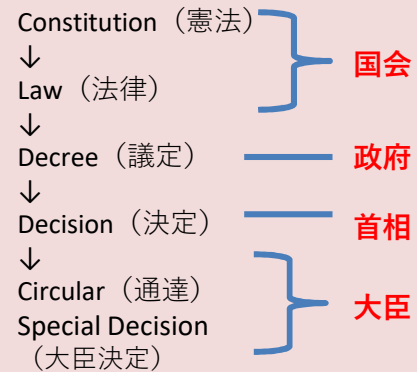 Constitution（憲法）
↓
Law（法律）
↓
Decree（議定）
↓
Decision（決定）
↓
Circular（通達）
Special Decision
（大臣決定）
国会
政府
首相
大臣